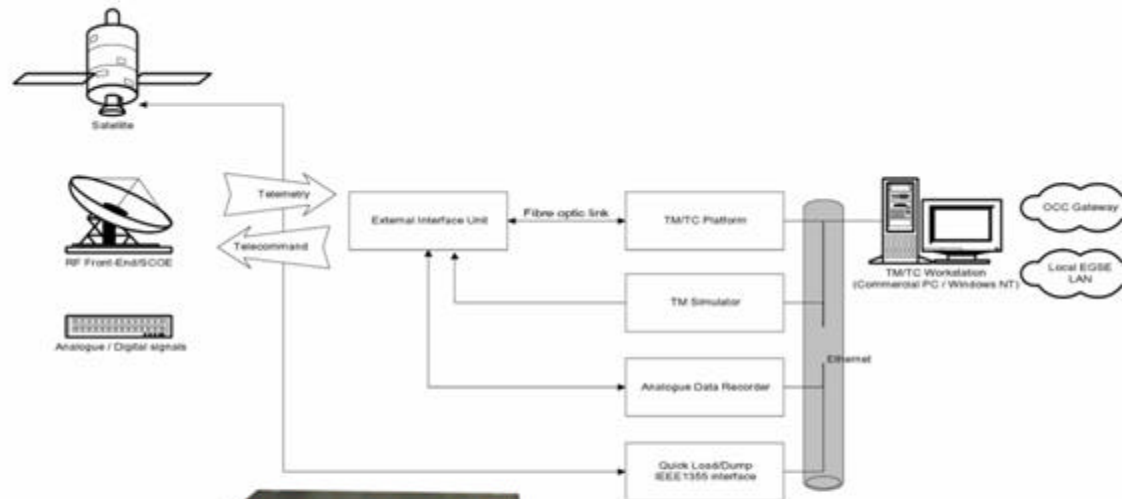 Satellite
Telemetry
Telecommand
RF Front-End/SCOE
Analogue / Digital signals
External Interface Unit
Fibre optic link
TM/TC Platform
TM Simulator
Analogue Data Recorder
Quick Load/Dump
IEEE1355 interface
Ethernet
TM/TC Workstation
(Commercial PC / Windows NT)
OCC Gateway
Local EGSE
LAN